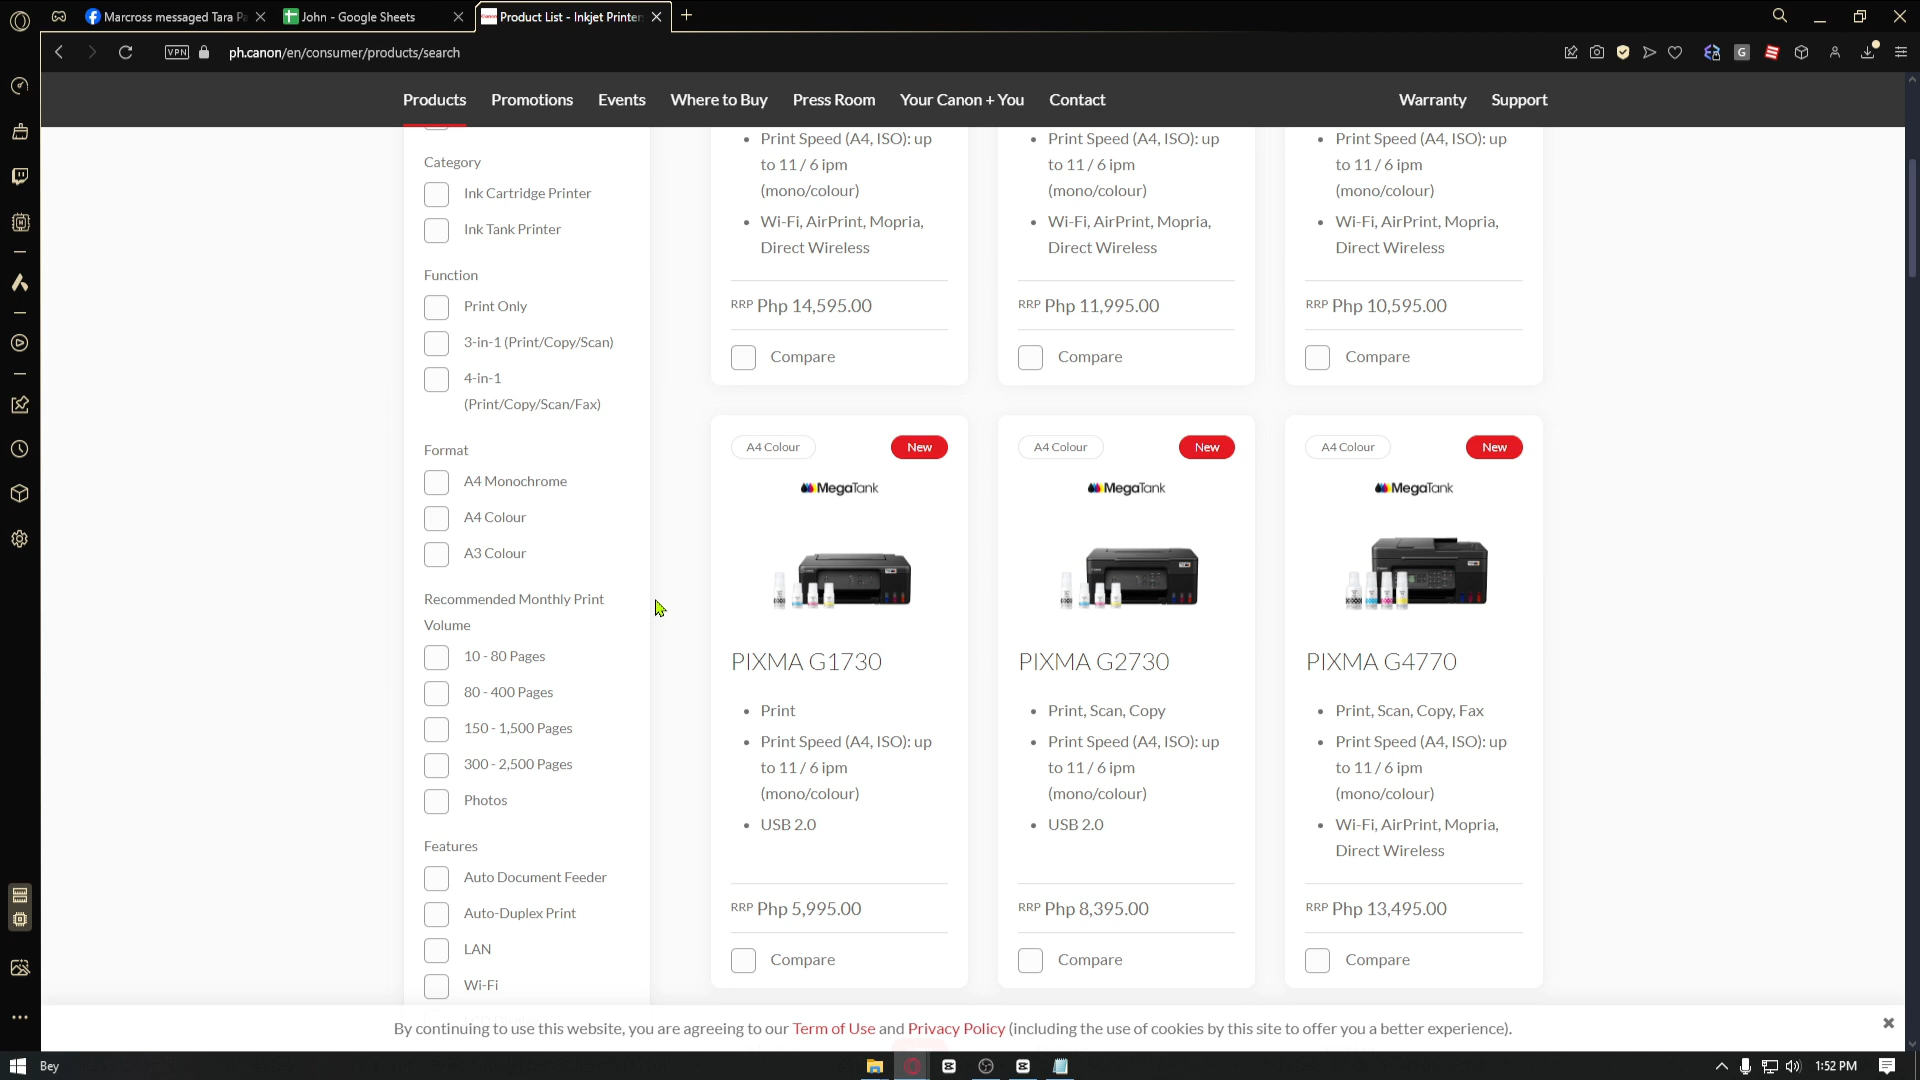 Marcross messaged Tara Pa
John - Google Sheets
Product List - Inkjet Printer
VPN
ph.canon/en/consumer/products/search
Products
Promotions
Events
Where to Buy
Press Room
Your Canon + You
Contact
Warranty
Support
Category
Ink Cartridge Printer
Ink Tank Printer
Function
Print Only
3-in-1 (Print/Copy/Scan)
4-in-1
(Print/Copy/Scan/Fax)
Format
A4 Monochrome
A4 Colour
A3 Colour
Recommended Monthly Print
Volume
10 - 80 Pages
80 - 400 Pages
150 - 1,500 Pages
300 - 2,500 Pages
Photos
Features
Auto Document Feeder
Auto-Duplex Print
LAN
Wi-Fi
Print Speed (A4, ISO): up
to 11 / 6 ipm
(mono/colour)
Wi-Fi, AirPrint, Mopria,
Direct Wireless
RRP Php 14,595.00
Compare
Print Speed (A4, ISO): up
to 11 / 6 ipm
(mono/colour)
Wi-Fi, AirPrint, Mopria,
Direct Wireless
RRP Php 11,995.00
Compare
Print Speed (A4, ISO): up
to 11 / 6 ipm
(mono/colour)
Wi-Fi, AirPrint, Mopria,
Direct Wireless
RRP Php 10,595.00
Compare
A4 Colour
New
MegaTank
PIXMA G1730
Print
Print Speed (A4, ISO): up
to 11 / 6 ipm
(mono/colour)
USB 2.0
RRP Php 5,995.00
Compare
A4 Colour
New
MegaTank
PIXMA G2730
Print, Scan, Copy
Print Speed (A4, ISO): up
to 11 / 6 ipm
(mono/colour)
USB 2.0
RRP Php 8,395.00
Compare
A4 Colour
New
MegaTank
PIXMA G4770
Print, Scan, Copy, Fax
Print Speed (A4, ISO): up
to 11 / 6 ipm
(mono/colour)
Wi-Fi, AirPrint, Mopria,
Direct Wireless
RRP Php 13,495.00
Compare
By continuing to use this website, you are agreeing to our Term of Use and Privacy Policy (including the use of cookies by this site to offer you a better experience).
Bey
1:52 PM